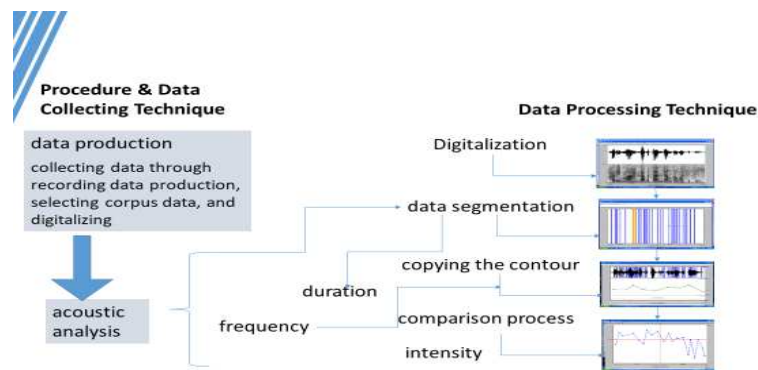 Procedure & Data
Collecting Technique
data production
collecting data through
recording data production,
selecting corpus data, and
digitalizing
acoustic
analysis
Data Processing Technique
Digitalization
data segmentation
copying the contour
duration
frequency
comparison process
intensity